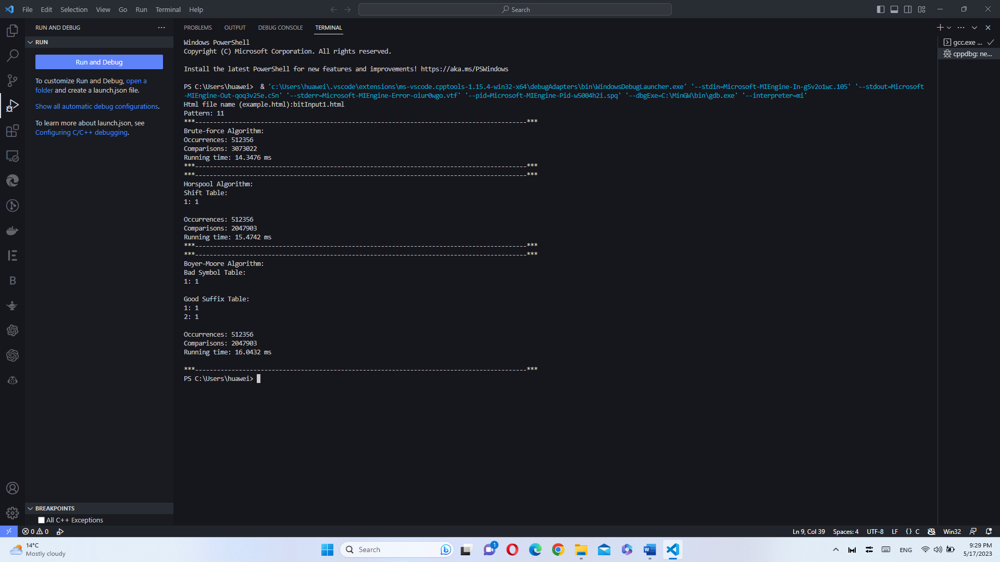 File Edit Selection View Go Run Terminal Help
Search
RUN AND DEBUG
PROBLEMS OUTPUT DEBUG CONSOLE TERMINAL
RUN
Run and Debug
To customize Run and Debug, open a
folder and create a launch.json file.
Show all automatic debug configurations.
To learn more about launch.json, see
Configuring C/C++ debugging.
Windows PowerShell
Copyright (C) Microsoft Corporation. All rights reserved.
Install the latest PowerShell for new features and improvements! https://aka.ms/PSWindows
PS C:\Users\huawei>  & 'c:\Users\huawei\.vscode\extensions\ms-vscode.cpptools-1.15.4-win32-x64\debugAdapters\bin\WindowsDebugLauncher.exe' '--stdin=Microsoft-MIEngine-In-g5v2o1wc.105' '--stdout=Microsoft
-MIEngine-Out-qoq3v25e.c5n' '--stderr=Microsoft-MIEngine-Error-oiur0wgo.vtf' '--pid=Microsoft-MIEngine-Pid-w5004h2i.spq' '--dbgExe=C:\MinGW\bin\gdb.exe' '--interpreter=mi'
Html file name (example.html):bitInput1.html
Pattern: 11
***-------------------------------------------------------------------------------------------***
Brute-force Algorithm:
Occurrences: 512356
Comparisons: 3073022
Running time: 14.3476 ms
***-------------------------------------------------------------------------------------------***
***-------------------------------------------------------------------------------------------***
Horspool Algorithm:
Shift Table:
1: 1
Occurrences: 512356
Comparisons: 2047903
Running time: 15.4742 ms
***-------------------------------------------------------------------------------------------***
***-------------------------------------------------------------------------------------------***
Boyer-Moore Algorithm:
Bad Symbol Table:
1: 1
Good Suffix Table:
1: 1
2: 1
Occurrences: 512356
Comparisons: 2047903
Running time: 16.0432 ms
***-------------------------------------------------------------------------------------------***
PS C:\Users\huawei>
gcc.exe ...
cppdbg: ne...
BREAKPOINTS
All C++ Exceptions
0 0
Ln 9, Col 39 Spaces: 4 UTF-8 LF {} C Win32
14°C
Mostly cloudy
Search
1
ENG
9:29 PM
5/17/2023